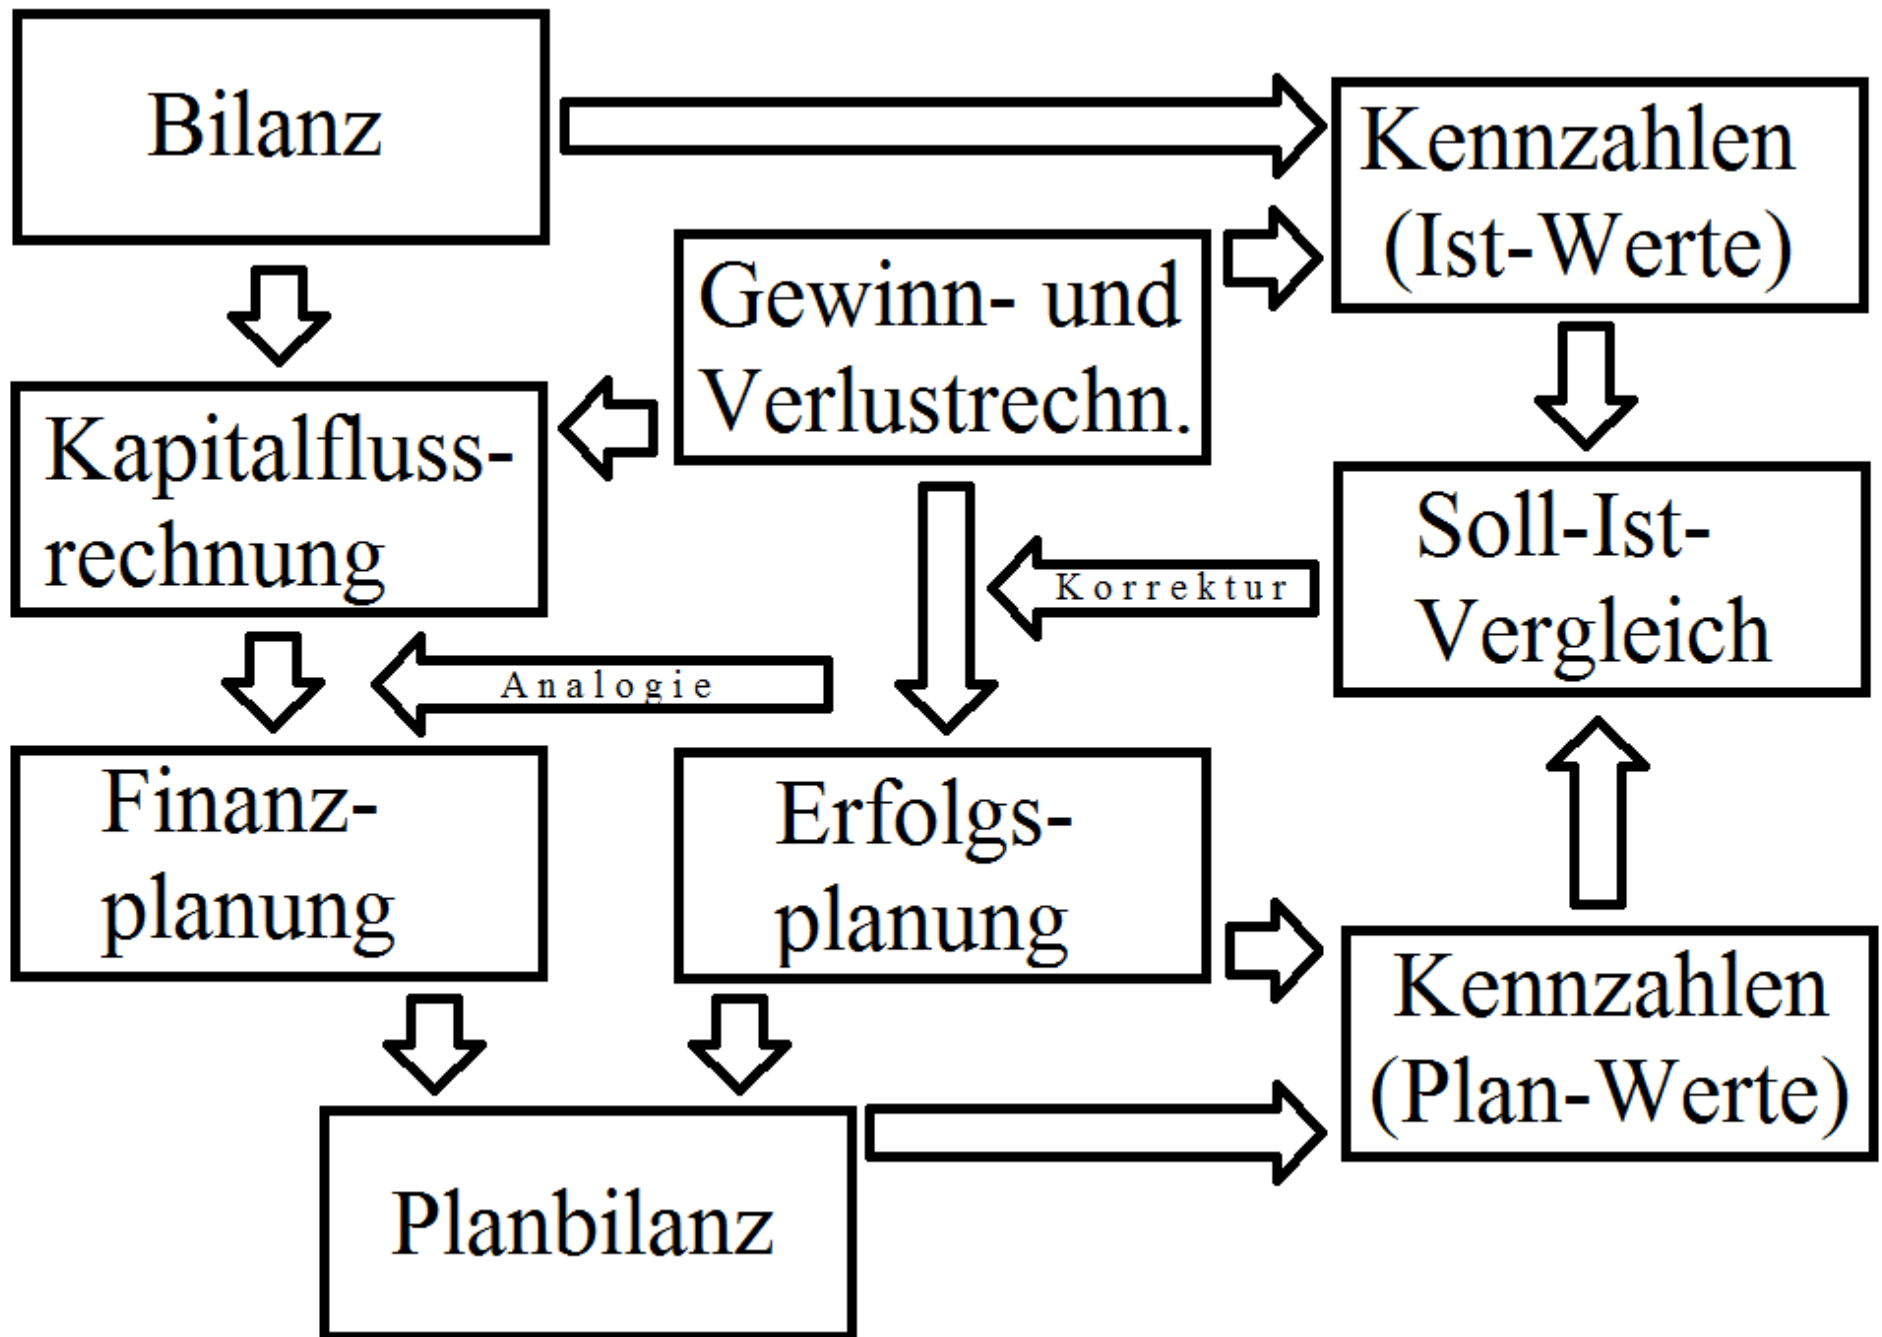 Bilanz
Kennzahlen
(Ist-Werte)
Gewinn- und
Verlustrechn.
Kapitalfluss-
rechnung
Soll-Ist-
Vergleich
Korrektur
Analogie
Finanz-
planung
Erfolgs-
planung
Kennzahlen
(Plan-Werte)
Planbilanz